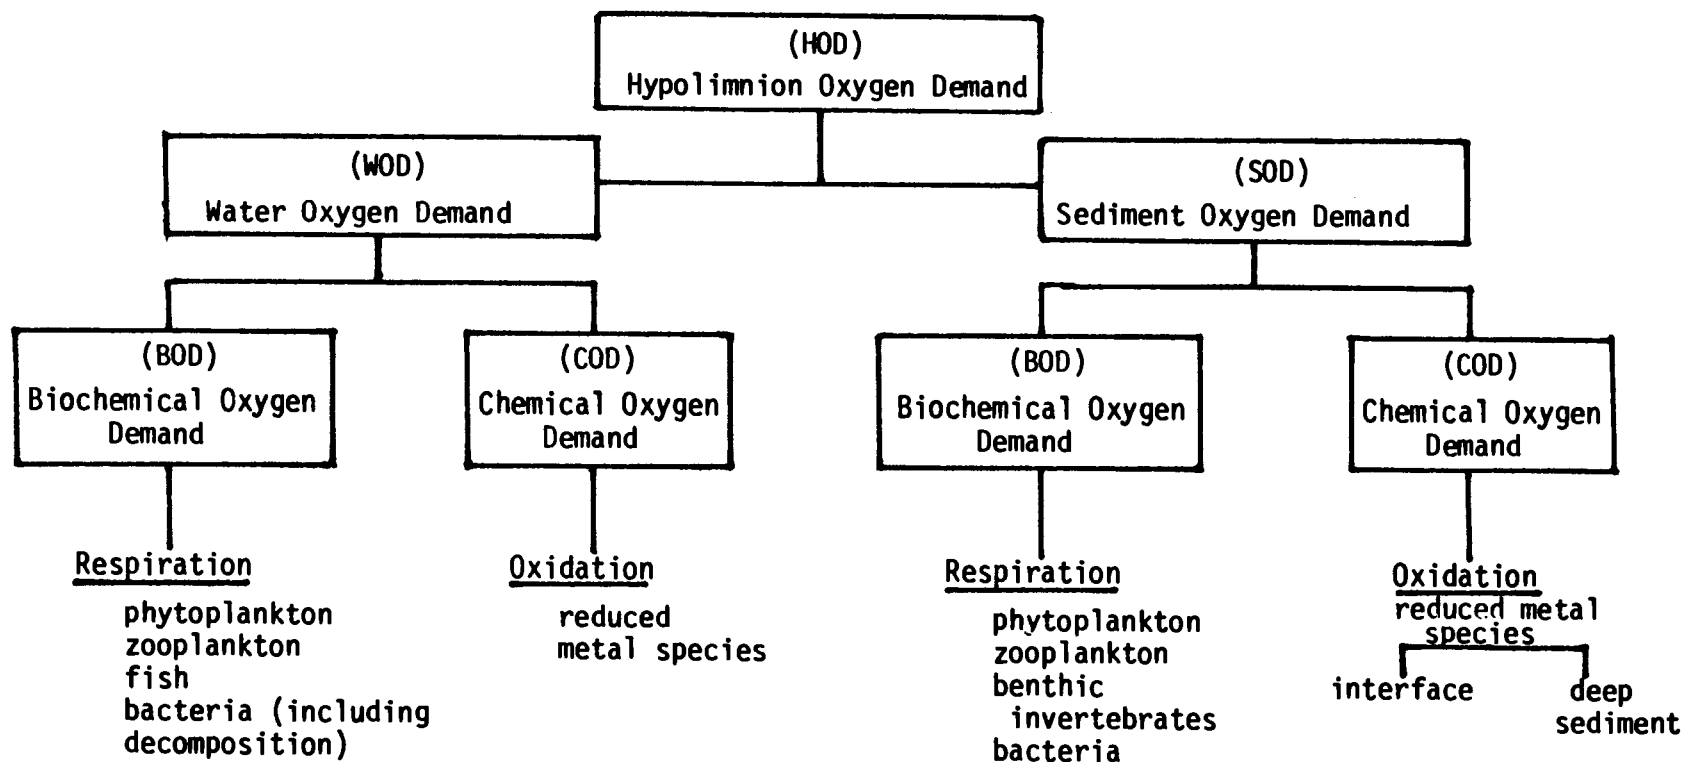 (HOD)
Hypolimnion Oxygen Demand
(WOD)
Water Oxygen Demand
(SOD)
Sediment Oxygen Demand
(BOD)
Biochemical Oxygen
Demand
(COD)
Chemical Oxygen
Demand
(BOD)
Biochemical Oxygen
Demand
(COD)
Chemical Oxygen
Demand
Respiration
phytoplankton
zooplankton
fish
bacteria (including
decomposition)
Oxidation
reduced
metal species
Respiration
phytoplankton
zooplankton
benthic
invertebrates
bacteria
Oxidation
reduced metal
species
interface
deep
sediment